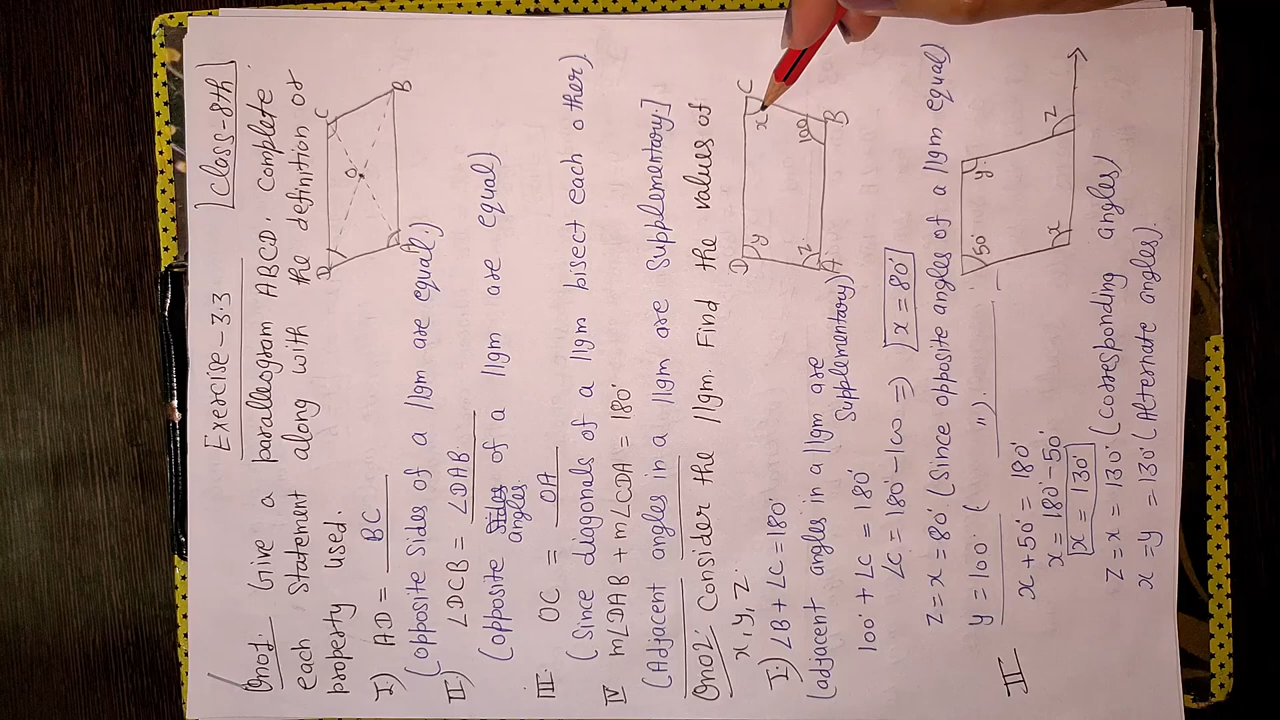 Exercise-3.3 class-8th
Qno1. Give a parallelogram ABCD. Complete
each Statement along with the definition or
property used.
I) AD = BC
(opposite sides of a llgm are equal.)
II) ∠DCB = ∠DAB
(opposite Sides of a llgm are equal)
angles
III. OC = OA
(Since diagonals of a llgm bisect each other).
IV m∠DAB + m∠CDA = 180°
(Adjacent angles in a llgm are Supplementary.]
Qno2. Consider the llgm. Find the values of
x, y, z.
I.) ∠B + ∠C = 180°
(adjacent angles in a llgm are
Supplementary)
100° + ∠C = 180°
∠C = 180°-100 => x = 80°
z = x = 80° (Since opposite angles of a llgm equal)
y = 100° ( ——— " ——— ).
II x + 50° = 180°
x = 180° - 50°
x = 130°
z = x = 130° (Corresponding angles)
x = y = 130° (Alternate angles).
D C
O
A B
D C
y x
z 100
A B
50° y
x z